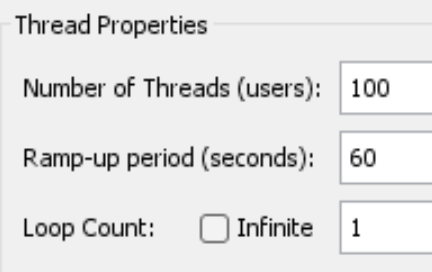 Thread Properties
Number of Threads (users): 100
Ramp-up period (seconds): 60
Loop Count: Infinite 1